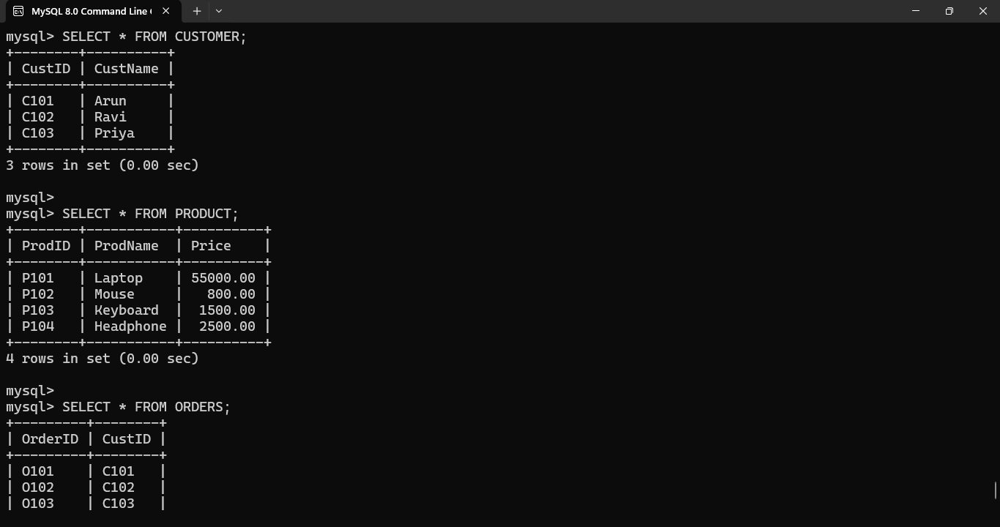 MySQL 8.0 Command Line
mysql> SELECT * FROM CUSTOMER;
+--------+----------+
| CustID | CustName |
+--------+----------+
| C101   | Arun     |
| C102   | Ravi     |
| C103   | Priya    |
+--------+----------+
3 rows in set (0.00 sec)

mysql>
mysql> SELECT * FROM PRODUCT;
+--------+-----------+----------+
| ProdID | ProdName  | Price    |
+--------+-----------+----------+
| P101   | Laptop    | 55000.00 |
| P102   | Mouse     |   800.00 |
| P103   | Keyboard  |  1500.00 |
| P104   | Headphone |  2500.00 |
+--------+-----------+----------+
4 rows in set (0.00 sec)

mysql>
mysql> SELECT * FROM ORDERS;
+---------+--------+
| OrderID | CustID |
+---------+--------+
| O101    | C101   |
| O102    | C102   |
| O103    | C103   |